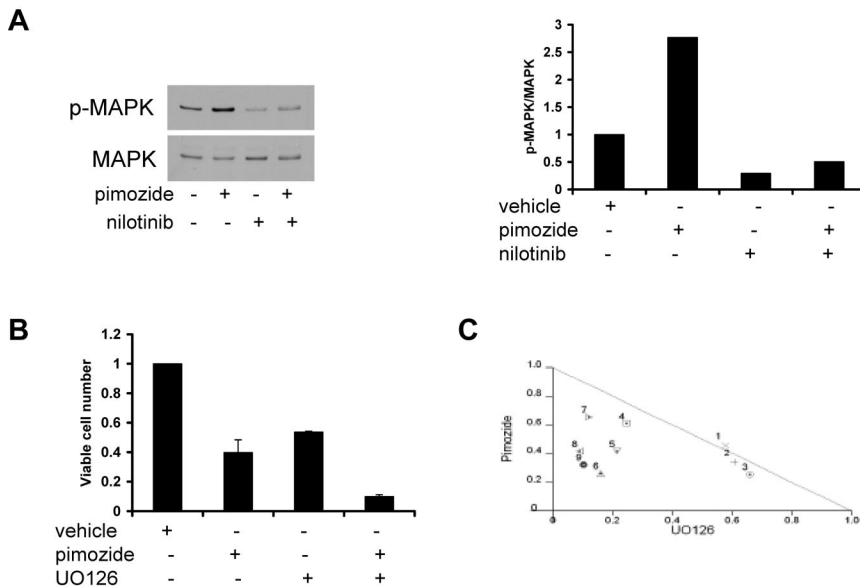 A
p-MAPK
MAPK
pimozide - + - +
nilotinib - - + +
p-MAPK/MAPK
3
2.5
2
1.5
1
0.5
0
vehicle + - - -
pimozide - + - +
nilotinib - - + +
B
Viable cell number
1.2
1
0.8
0.6
0.4
0.2
0
vehicle + - - -
pimozide - + - +
UO126 - - + +
C
Pimozide
1.0
0.8
0.6
0.4
0.2
0
1
2
3
4
5
6
7
8
9
0 0.2 0.4 0.6 0.8 1.0
UO126